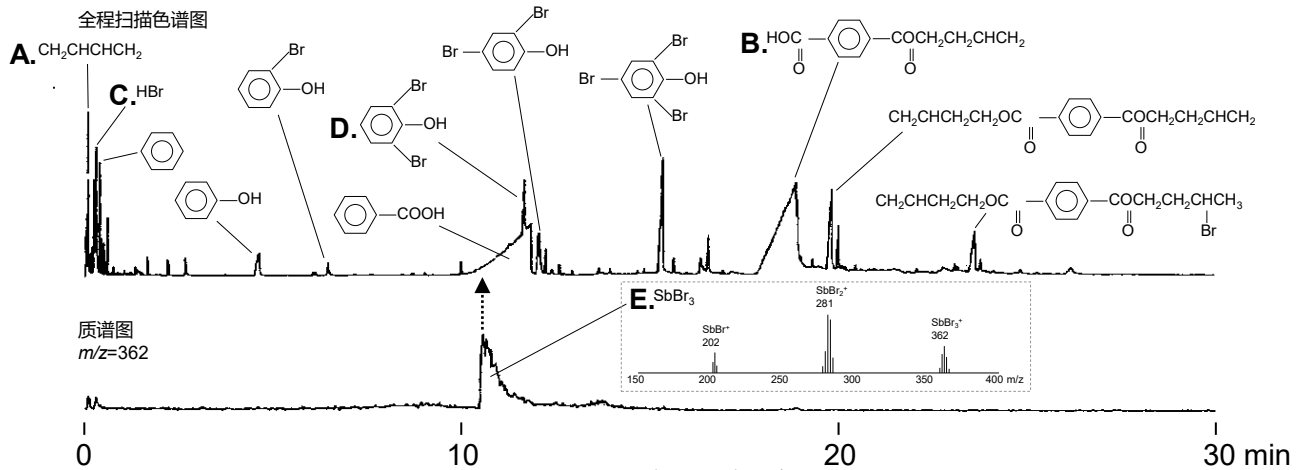 全程扫描色谱图
A. CH₂CHCHCH₂
C. HBr
Br
OH
OH
D.
Br
OH
Br
COOH
Br
Br
OH
Br
Br
OH
Br
B. HOC
O
COCH₂CH₂CHCH₂
O
CH₂CHCH₂CH₂OC
O
COCH₂CH₂CHCH₂
O
CH₂CHCH₂CH₂OC
O
COCH₂CH₂CHCH₃
O
Br
质谱图
m/z=362
E. SbBr₃
SbBr⁺
202
SbBr₂⁺
281
SbBr₃⁺
362
150 200 250 300 350 400 m/z
0 10 20 30 min